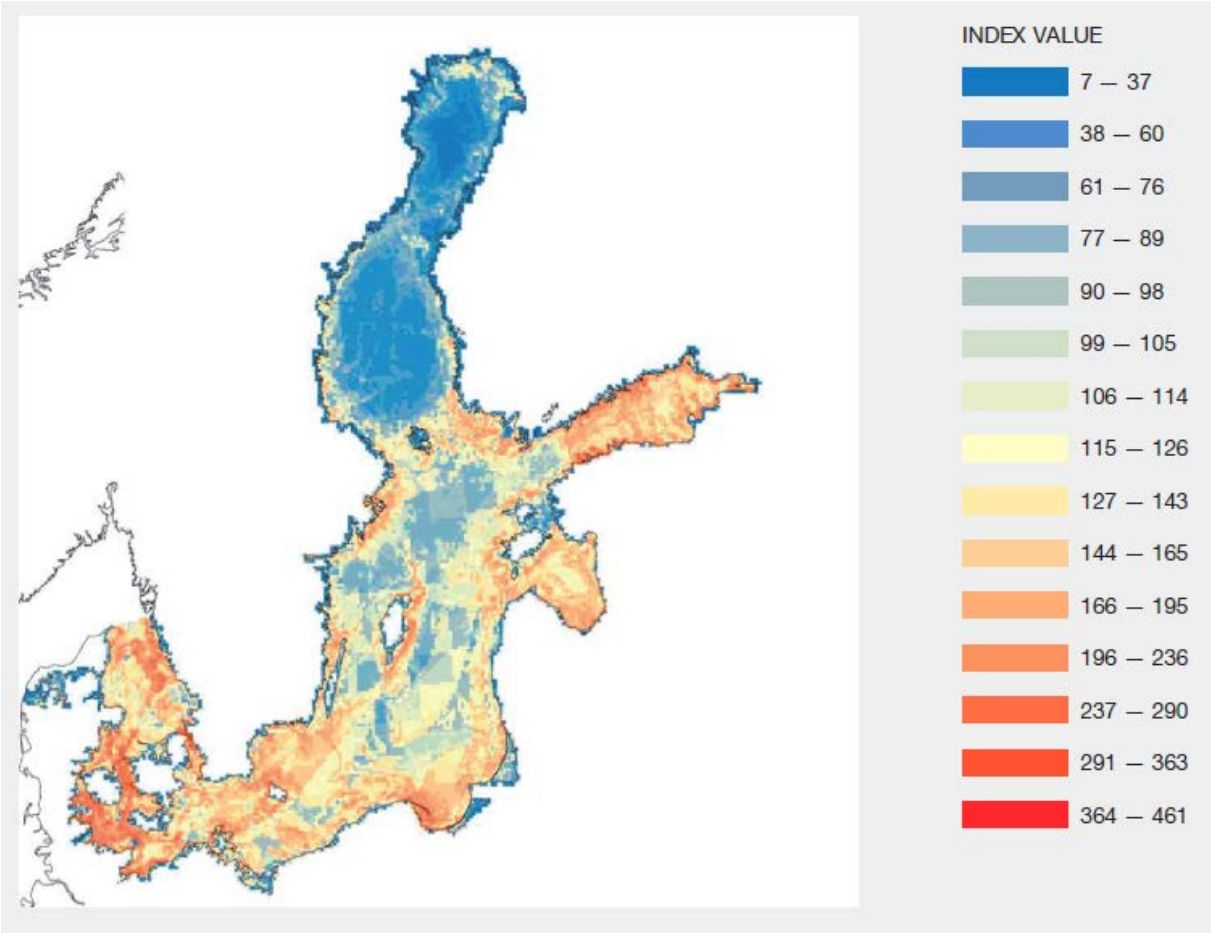 INDEX VALUE
7 — 37
38 — 60
61 — 76
77 — 89
90 — 98
99 — 105
106 — 114
115 — 126
127 — 143
144 — 165
166 — 195
196 — 236
237 — 290
291 — 363
364 — 461